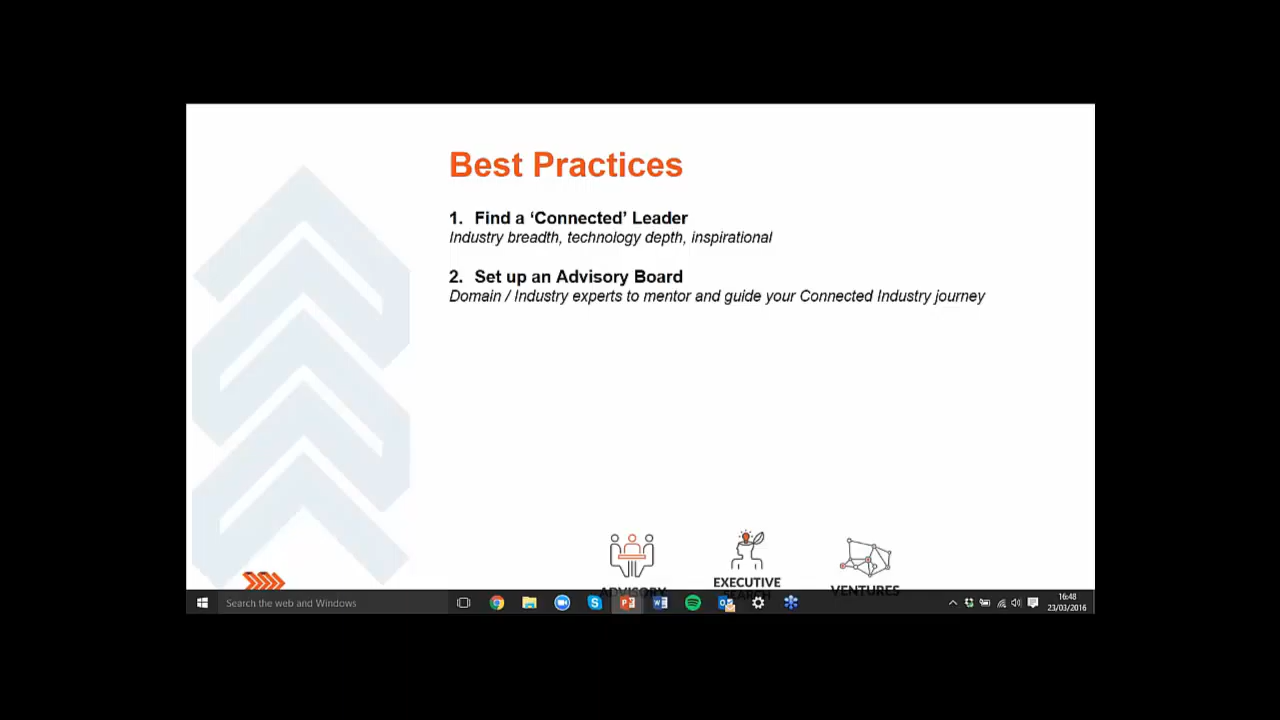 Best Practices
1. Find a ‘Connected’ Leader
Industry breadth, technology depth, inspirational
2. Set up an Advisory Board
Domain / Industry experts to mentor and guide your Connected Industry journey
ADVISORY
EXECUTIVE
SEARCH
VENTURES
Search the web and Windows
16:48
23/03/2016